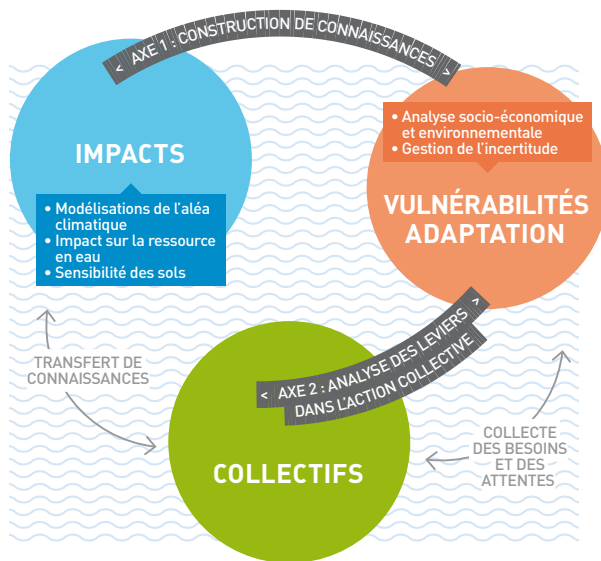 < AXE 1 : CONSTRUCTION DE CONNAISSANCES >
IMPACTS
• Modélisations de l'aléa
climatique
• Impact sur la ressource
en eau
• Sensibilité des sols
• Analyse socio-économique
et environnementale
• Gestion de l'incertitude
VULNÉRABILITÉS
ADAPTATION
< AXE 2 : ANALYSE DES LEVIERS >
DANS L'ACTION COLLECTIVE
TRANSFERT DE
CONNAISSANCES
COLLECTIFS
COLLECTE
DES BESOINS
ET DES
ATTENTES